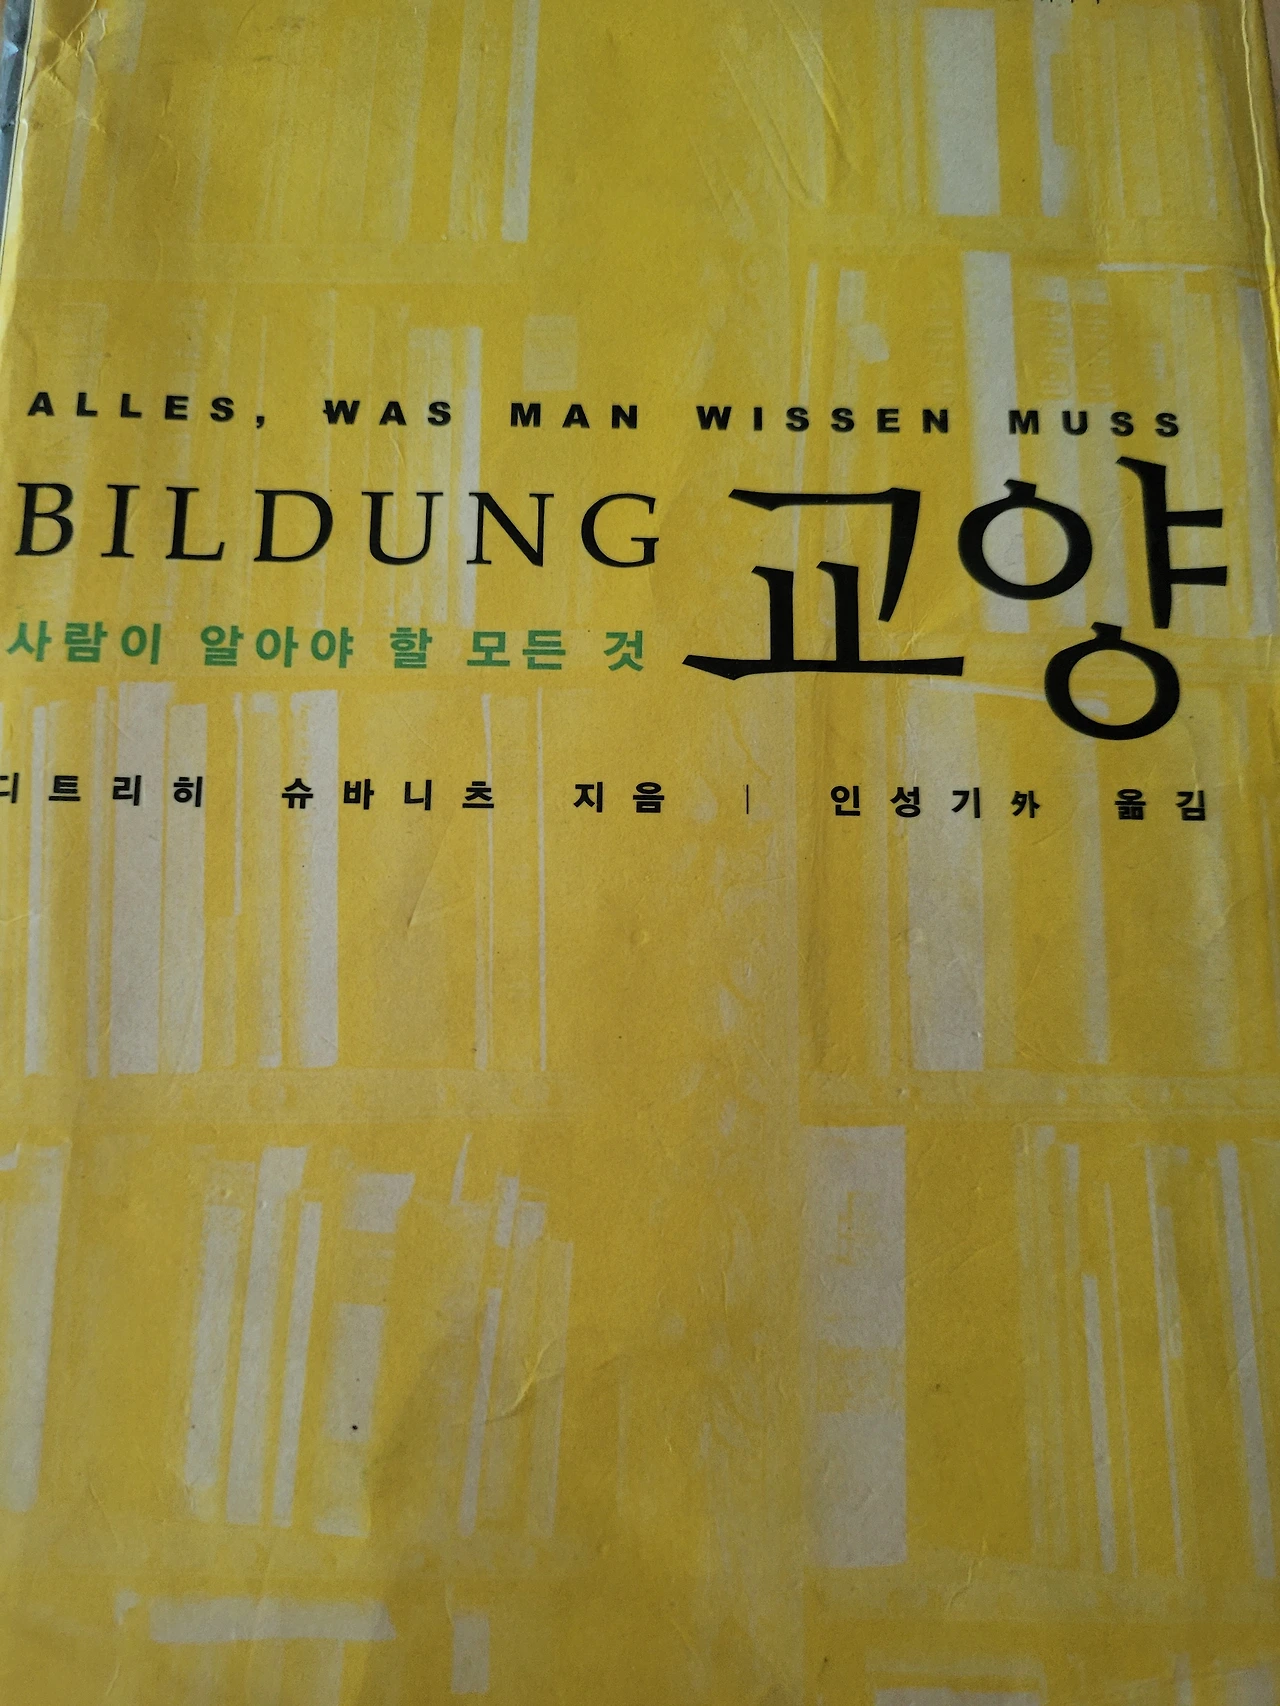 ALLES, WAS MAN WISSEN MUSS
BILDUNG 교양
사람이 알아야 할 모든 것
디트리히 슈바니츠 지음 | 인성기 外 옮김